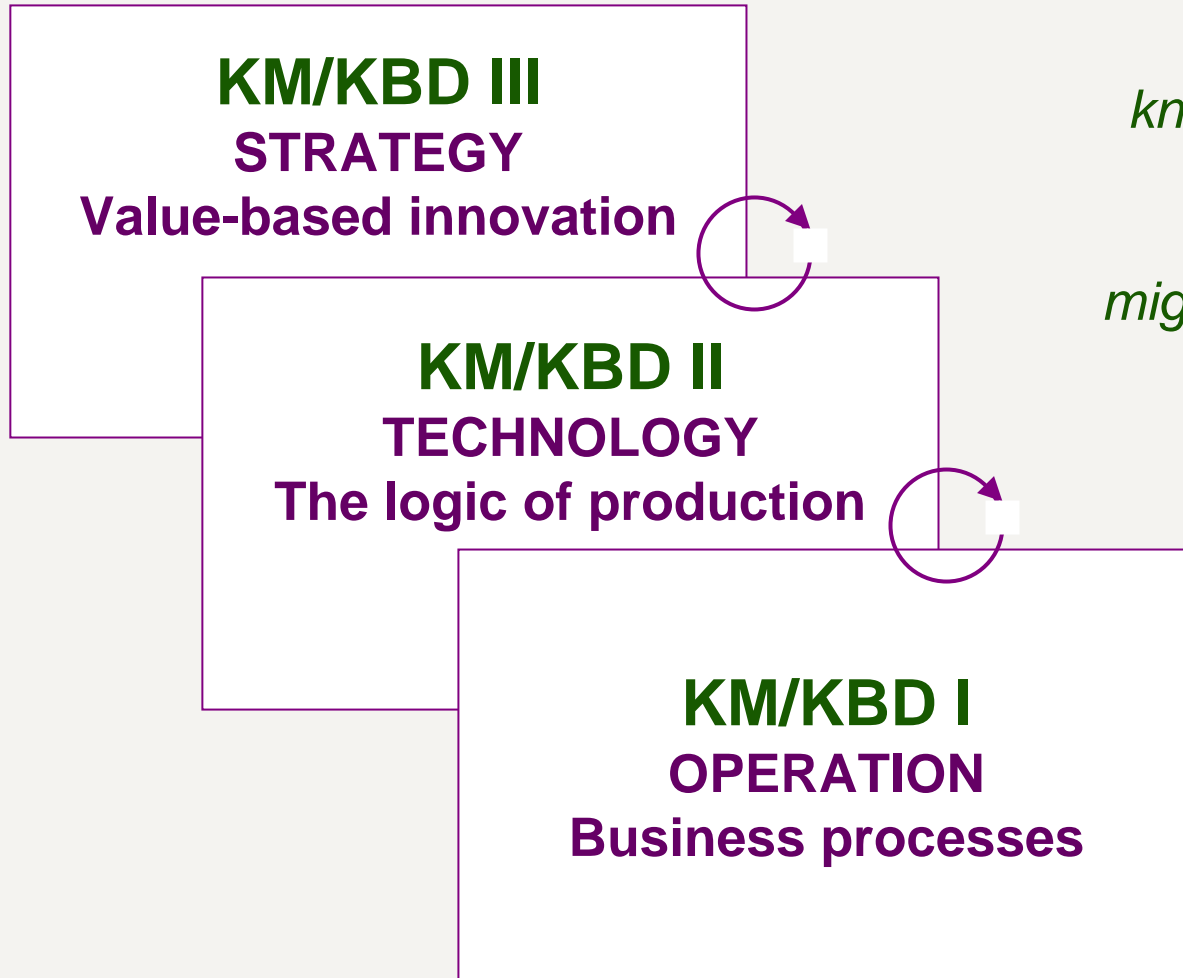 KM/KBD III
STRATEGY
Value-based innovation
KM/KBD II
TECHNOLOGY
The logic of production
KM/KBD I
OPERATION
Business processes